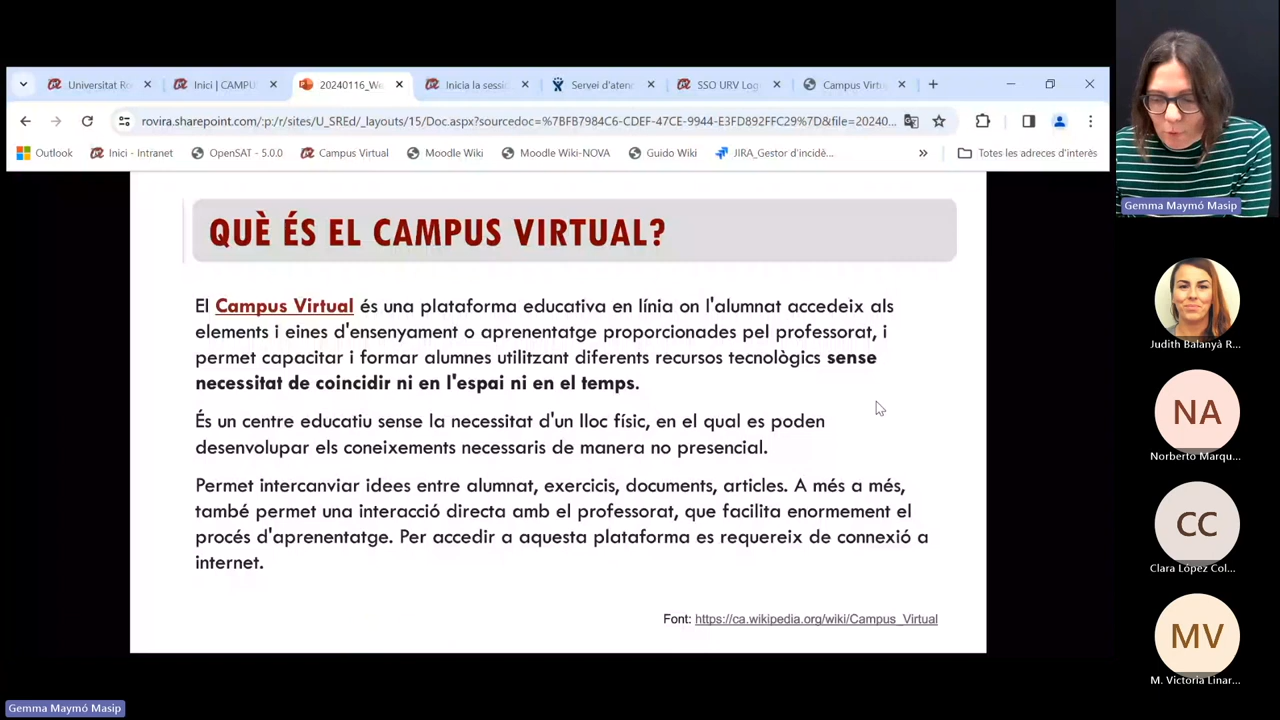 Universitat Ro
Inici | CAMPU
20240116_We
Inicia la sessi
Servei d'aten
SSO URV Log
Campus Virtu
rovira.sharepoint.com/:p:/r/sites/U_SREd/_layouts/15/Doc.aspx?sourcedoc=%7BFB7984C6-CDEF-47CE-9944-E3FD892FFC29%7D&file=20240...
Outlook
Inici - Intranet
OpenSAT - 5.0.0
Campus Virtual
Moodle Wiki
Moodle Wiki-NOVA
Guido Wiki
JIRA_Gestor d'incidè...
Totes les adreces d'interès
QUÈ ÉS EL CAMPUS VIRTUAL?
El Campus Virtual és una plataforma educativa en línia on l'alumnat accedeix als
elements i eines d'ensenyament o aprenentatge proporcionades pel professorat, i
permet capacitar i formar alumnes utilitzant diferents recursos tecnològics sense
necessitat de coincidir ni en l'espai ni en el temps.
És un centre educatiu sense la necessitat d'un lloc físic, en el qual es poden
desenvolupar els coneixements necessaris de manera no presencial.
Permet intercanviar idees entre alumnat, exercicis, documents, articles. A més a més,
també permet una interacció directa amb el professorat, que facilita enormement el
procés d'aprenentatge. Per accedir a aquesta plataforma es requereix de connexió a
internet.
Font: https://ca.wikipedia.org/wiki/Campus_Virtual
Gemma Maymó Masip
Judith Balanyà R...
NA
Norberto Marqu...
CC
Clara López Col...
MV
M. Victoria Linar...
Gemma Maymó Masip